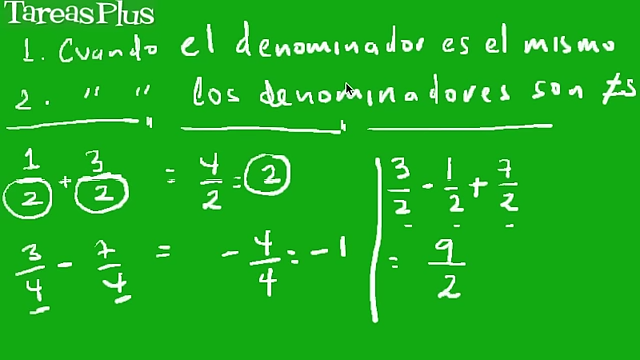 TareasPlus
1. Cuando el denominador es el mismo
2. " " los denominadores son ≠s
1/2 + 3/2 = 4/2 = 2
3/2 - 1/2 + 7/2
3/4 - 7/4 = - 4/4 = -1
= 9/2